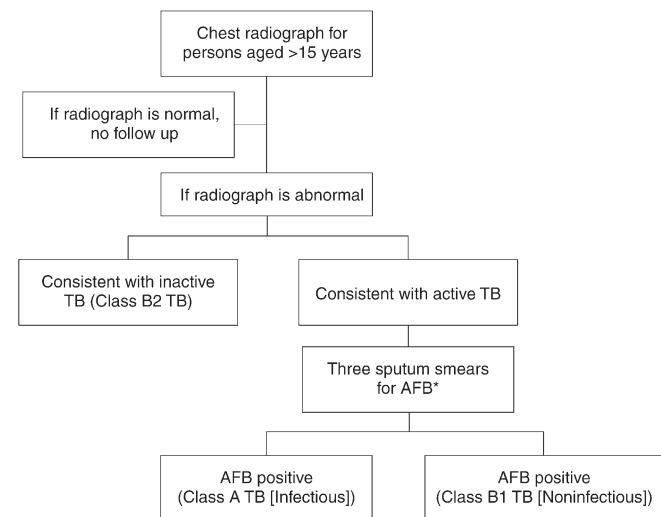 Chest radiograph for
persons aged >15 years
If radiograph is normal,
no follow up
If radiograph is abnormal
Consistent with inactive
TB (Class B2 TB)
Consistent with active TB
Three sputum smears
for AFB*
AFB positive
(Class A TB [Infectious])
AFB positive
(Class B1 TB [Noninfectious])